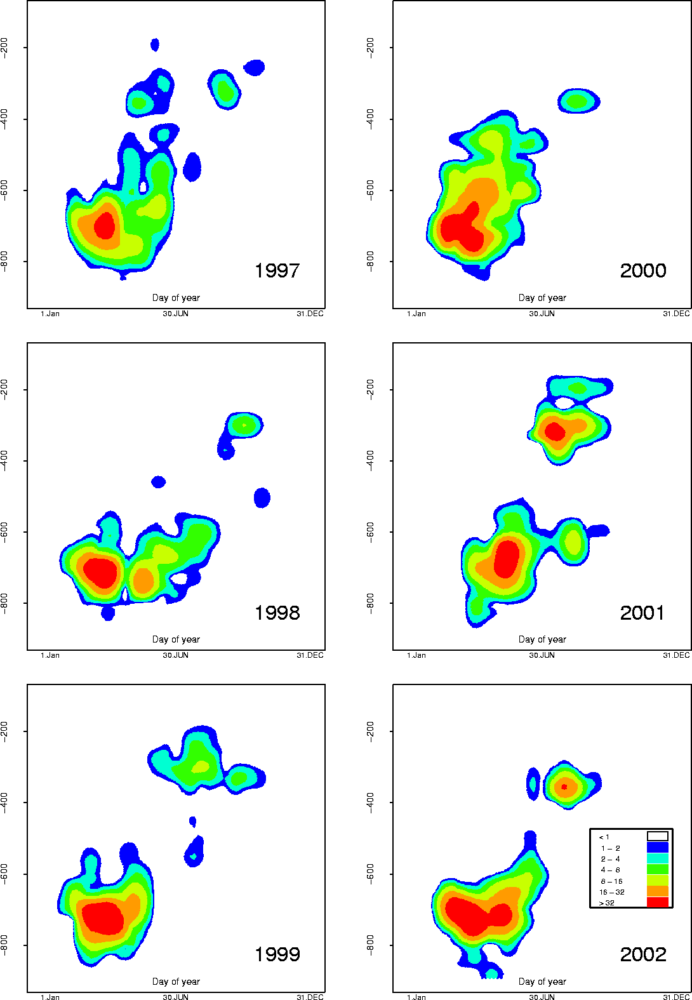 -200
-400
-600
-800
1997
Day of year
1.Jan 30.JUN 31.DEC
-200
-400
-600
-800
2000
Day of year
1.Jan 30.JUN 31.DEC
-200
-400
-600
-800
1998
Day of year
1.Jan 30.JUN 31.DEC
-200
-400
-600
-800
2001
Day of year
1.Jan 30.JUN 31.DEC
-200
-400
-600
-800
1999
Day of year
1.Jan 30.JUN 31.DEC
-200
-400
-600
-800
< 1
1 - 2
2 - 4
4 - 8
8 - 16
16 - 32
> 32
2002
Day of year
1.Jan 30.JUN 31.DEC